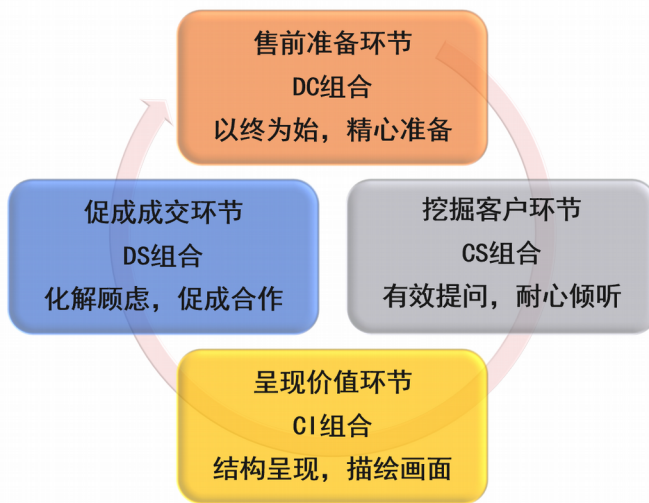 售前准备环节
DC组合
以终为始，精心准备
促成成交环节
DS组合
化解顾虑，促成合作
挖掘客户环节
CS组合
有效提问，耐心倾听
呈现价值环节
CI组合
结构呈现，描绘画面